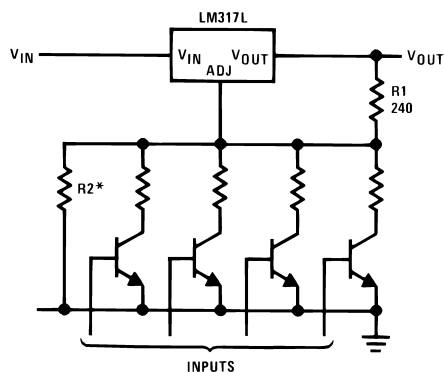 LM317L
VIN
VIN
VOUT
VOUT
ADJ
R1
240
R2*
INPUTS